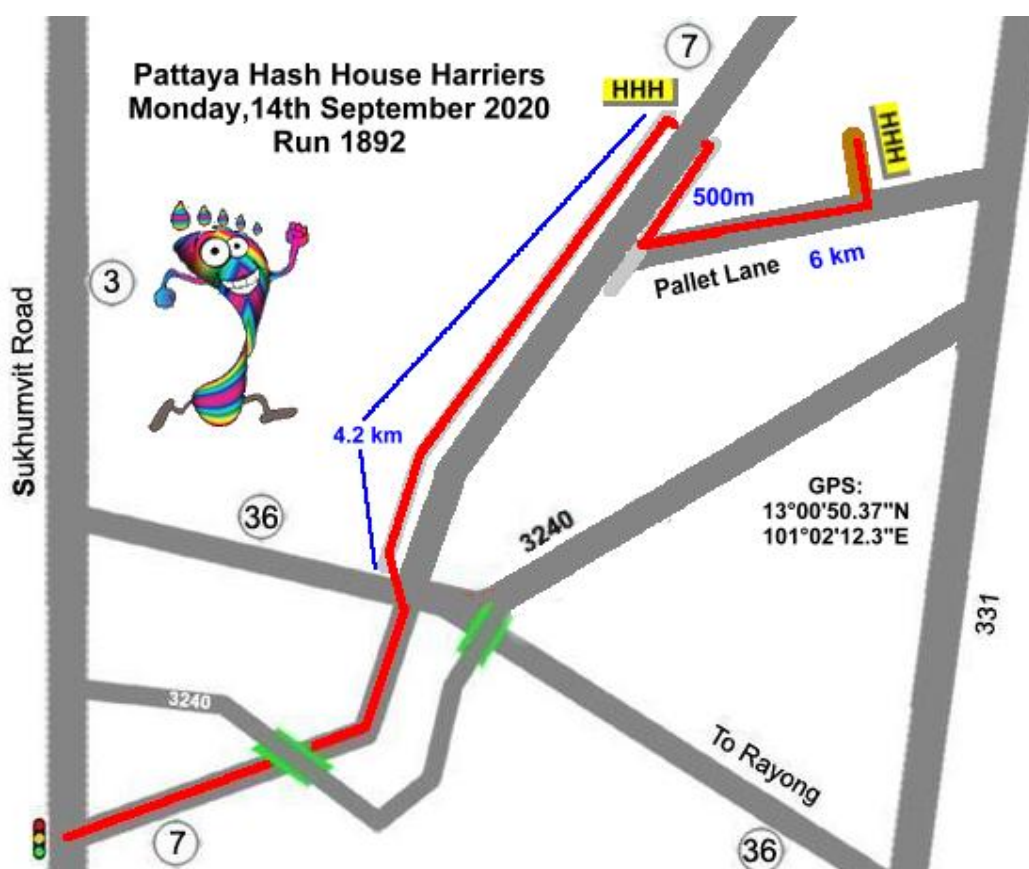 Pattaya Hash House Harriers
Monday,14th September 2020
Run 1892
7
HHH
HHH
500m
Pallet Lane
6 km
3
Sukhumvit Road
4.2 km
36
3240
GPS:
13°00'50.37"N
101°02'12.3"E
331
3240
To Rayong
7
36